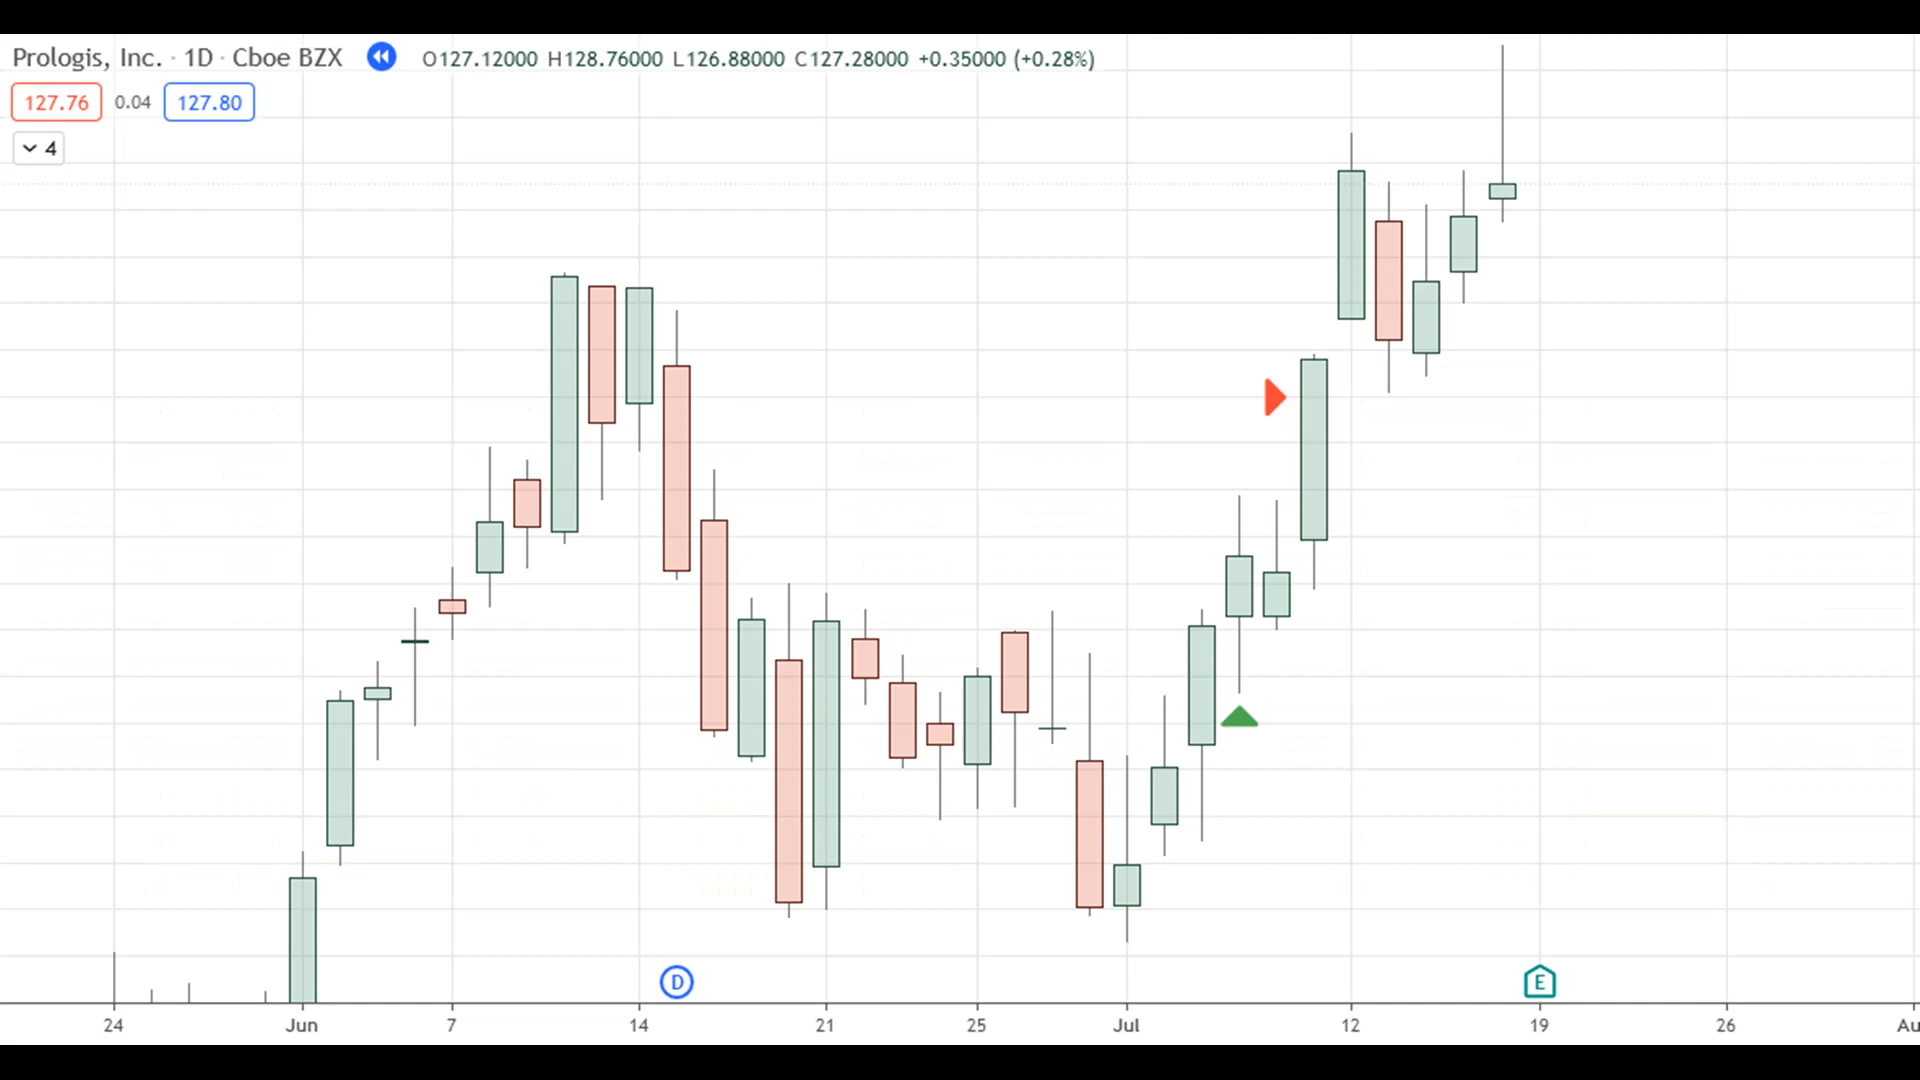 Prologis, Inc. · 1D · Cboe BZX O127.12000 H128.76000 L126.88000 C127.28000 +0.35000 (+0.28%)
127.76 0.04 127.80
4
D E
24 Jun 7 14 21 25 Jul 12 19 26 Au